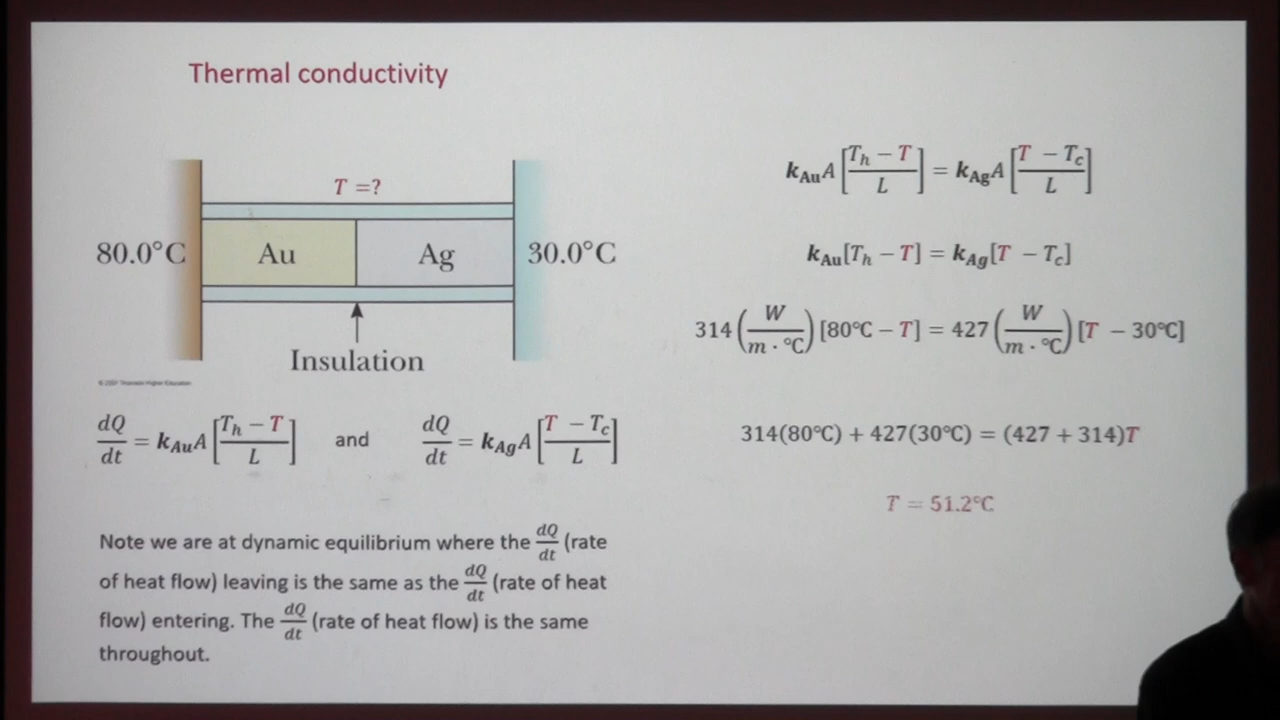 Thermal conductivity
T =?
80.0°C
Au
Ag
30.0°C
Insulation
© 2007 Thomson Higher Education
dQ/dt = k_Au A [T_h − T / L] and dQ/dt = k_Ag A [T − T_c / L]
Note we are at dynamic equilibrium where the dQ/dt (rate
of heat flow) leaving is the same as the dQ/dt (rate of heat
flow) entering. The dQ/dt (rate of heat flow) is the same
throughout.
k_Au A [T_h − T / L] = k_Ag A [T − T_c / L]
k_Au[T_h − T] = k_Ag[T − T_c]
314 (W / m · °C) [80°C − T] = 427 (W / m · °C) [T − 30°C]
314(80°C) + 427(30°C) = (427 + 314)T
T = 51.2°C